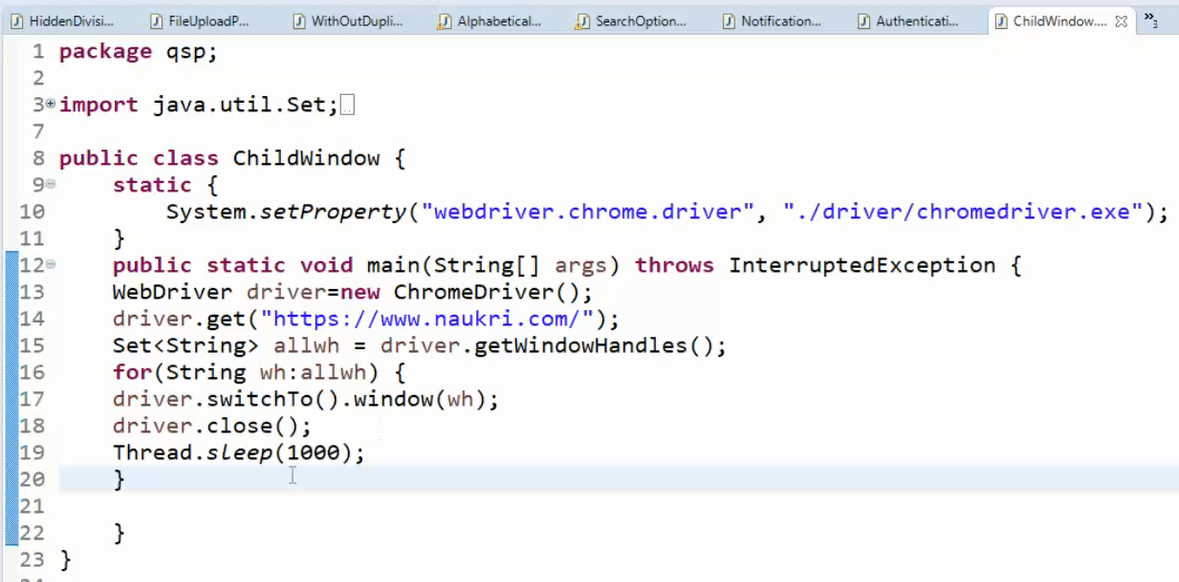 HiddenDivisi... FileUploadP... WithOutDupli... Alphabetical... SearchOption... Notification... Authenticati... ChildWindow.... »3
1 package qsp;
2
3 import java.util.Set;
7
8 public class ChildWindow {
9 static {
10 System.setProperty("webdriver.chrome.driver", "./driver/chromedriver.exe");
11 }
12 public static void main(String[] args) throws InterruptedException {
13 WebDriver driver=new ChromeDriver();
14 driver.get("https://www.naukri.com/");
15 Set<String> allwh = driver.getWindowHandles();
16 for(String wh:allwh) {
17 driver.switchTo().window(wh);
18 driver.close();
19 Thread.sleep(1000);
20 }
21
22 }
23 }